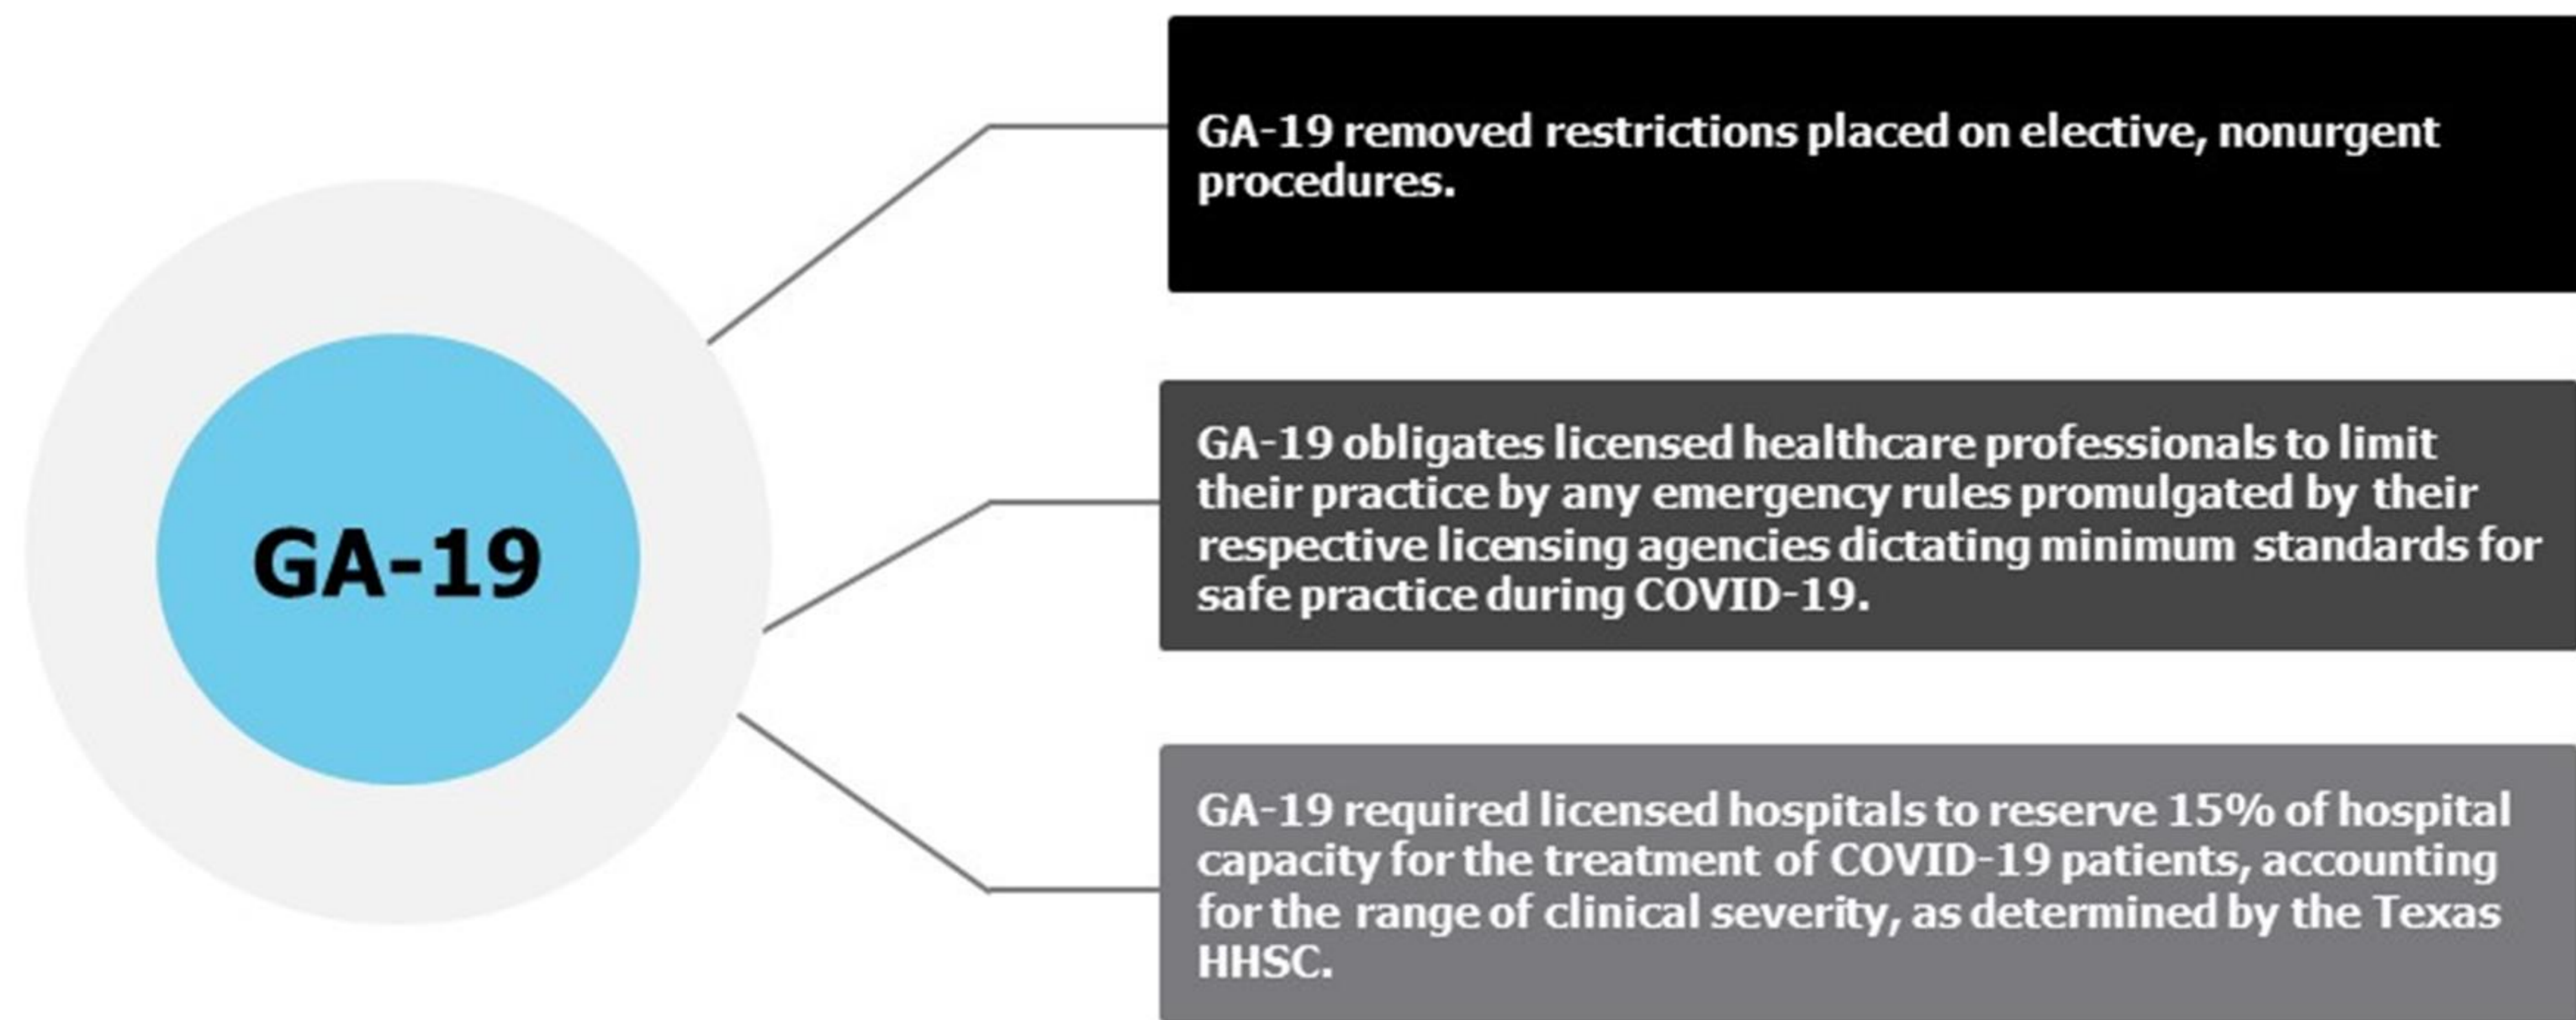 GA-19
GA-19 removed restrictions placed on elective, nonurgent
procedures.
GA-19 obligates licensed healthcare professionals to limit
their practice by any emergency rules promulgated by their
respective licensing agencies dictating minimum standards for
safe practice during COVID-19.
GA-19 required licensed hospitals to reserve 15% of hospital
capacity for the treatment of COVID-19 patients, accounting
for the range of clinical severity, as determined by the Texas
HHSC.